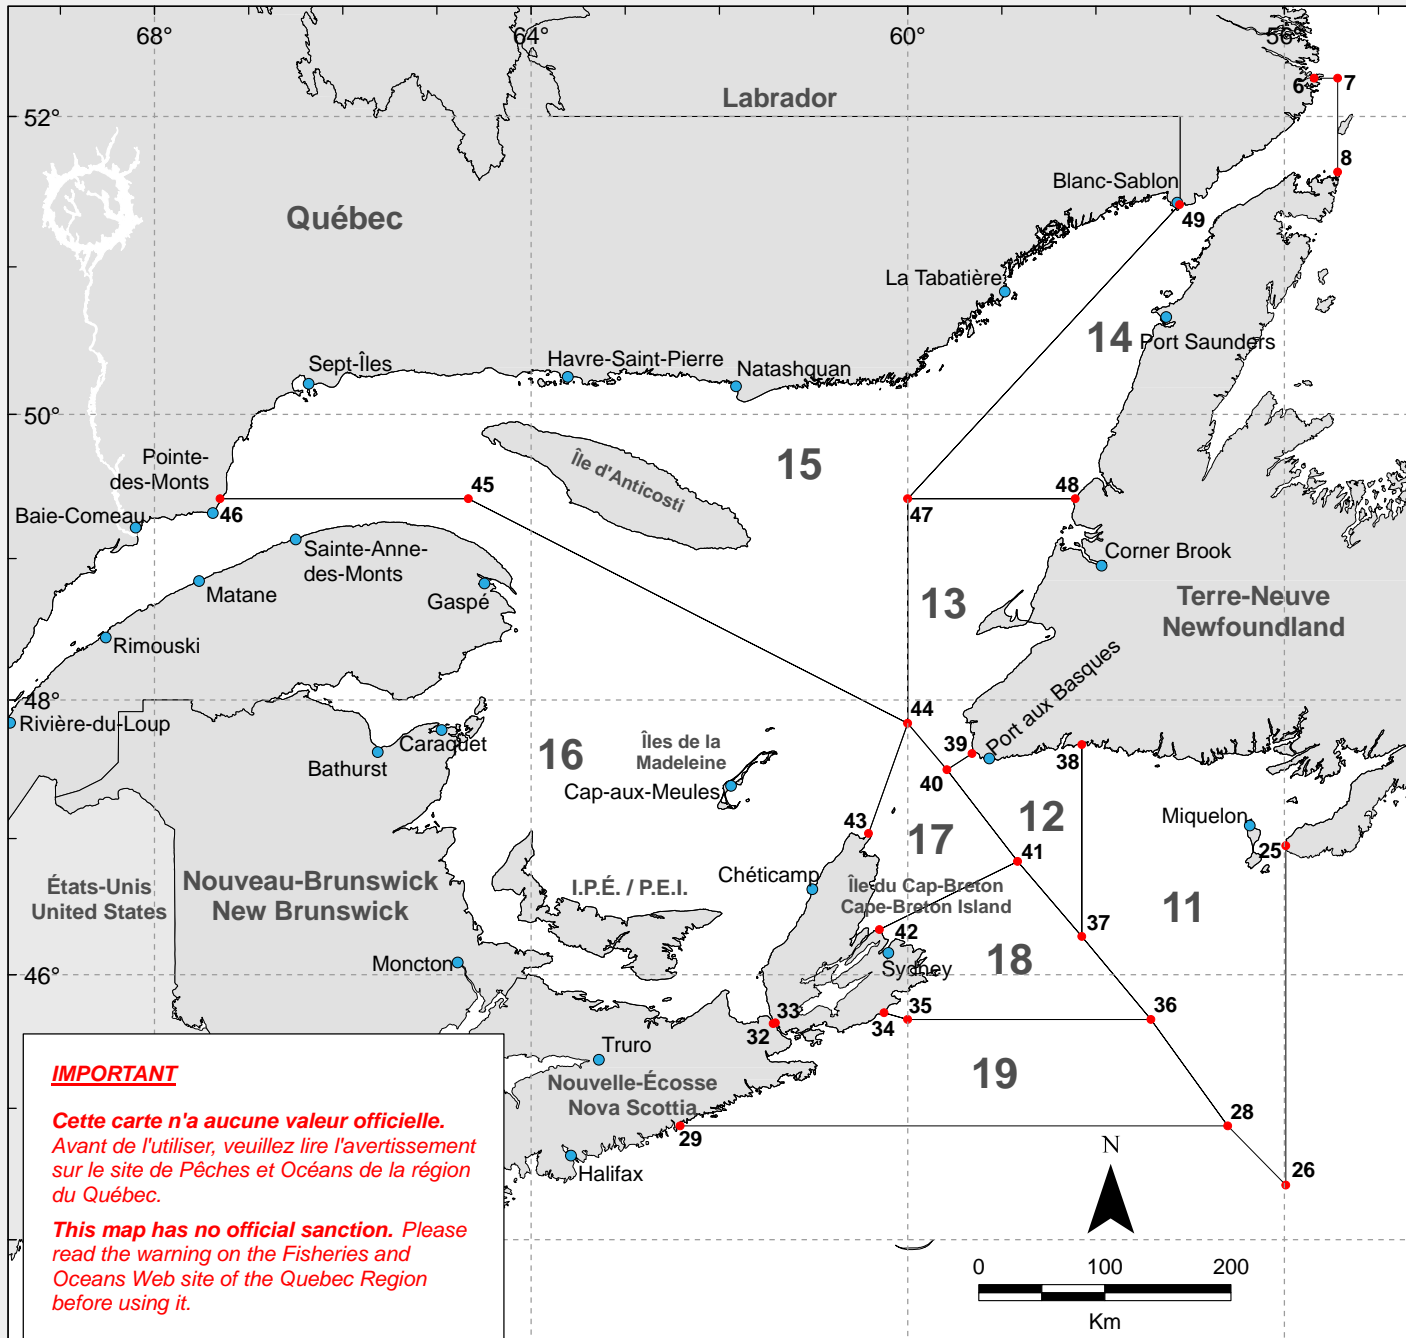 68°
64°
60°
56°
6
7
Labrador
52°
8
Blanc-Sablon
49
Québec
La Tabatière
14
Port Saunders
Sept-Îles
Havre-Saint-Pierre
Natashquan
50°
Pointe-
des-Monts
Île d'Anticosti
15
45
48
46
47
Baie-Comeau
Sainte-Anne-
des-Monts
Corner Brook
Matane
Gaspé
13
Terre-Neuve
Newfoundland
Rimouski
Port aux Basques
48°
Rivière-du-Loup
44
39
Caraquet
Bathurst
16
Îles de la
Madeleine
38
40
Cap-aux-Meules
12
Miquelon
43
17
25
41
Chéticamp
États-Unis
United States
Nouveau-Brunswick
New Brunswick
I.P.É. / P.E.I.
Île du Cap-Breton
Cape-Breton Island
11
42
37
Moncton
Sydney
18
46°
33
32
34
35
36
Truro
Nouvelle-Écosse
Nova Scottia
19
29
28
Halifax
N
26
IMPORTANT
Cette carte n'a aucune valeur officielle.
Avant de l'utiliser, veuillez lire l'avertissement
sur le site de Pêches et Océans de la région
du Québec.
This map has no official sanction. Please
read the warning on the Fisheries and
Oceans Web site of the Quebec Region
before using it.
0 100 200
Km